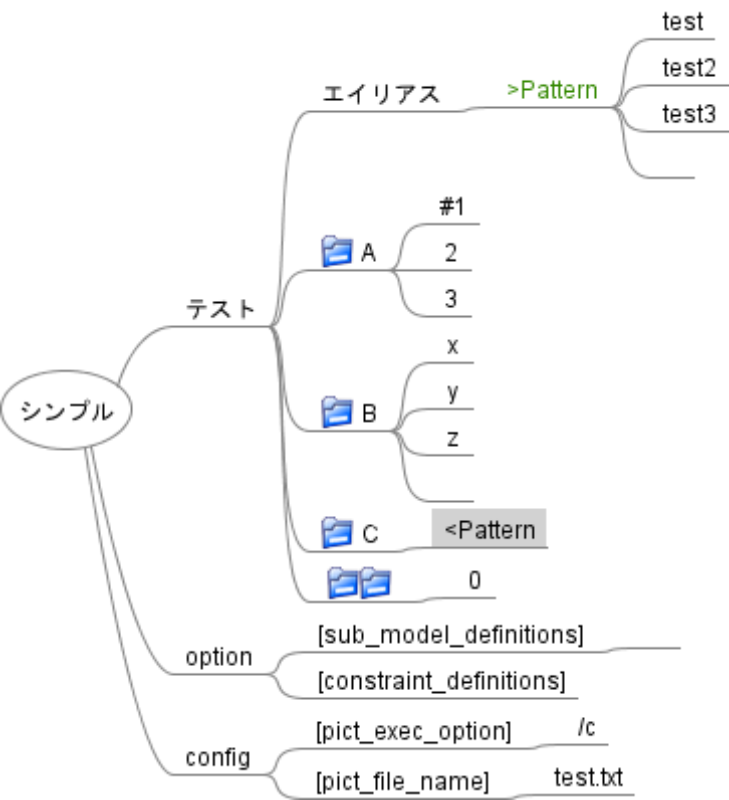 test
test2
エイリアス
>Pattern
test3
#1
A
2
3
x
テスト
y
シンプル
B
z
C
<Pattern
0
[sub_model_definitions]
option
[constraint_definitions]
[pict_exec_option]
/c
config
[pict_file_name]
test.txt